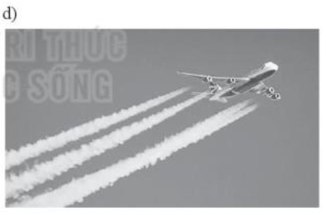 d)
RI THỨC
C SỐNG